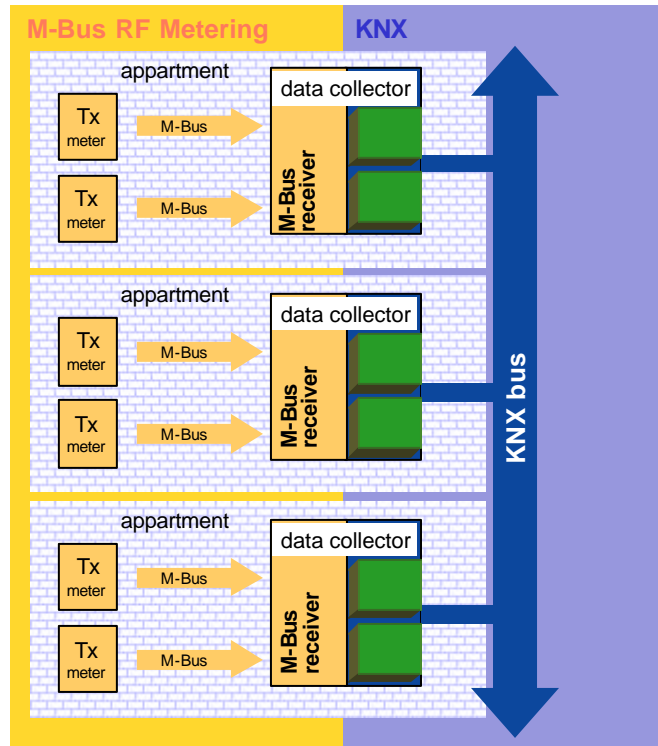 M-Bus RF Metering
KNX
appartment
data collector
Tx
meter
M-Bus
Tx
meter
M-Bus
M-Bus
receiver
appartment
data collector
Tx
meter
M-Bus
Tx
meter
M-Bus
M-Bus
receiver
KNX bus
appartment
data collector
Tx
meter
M-Bus
Tx
meter
M-Bus
M-Bus
receiver